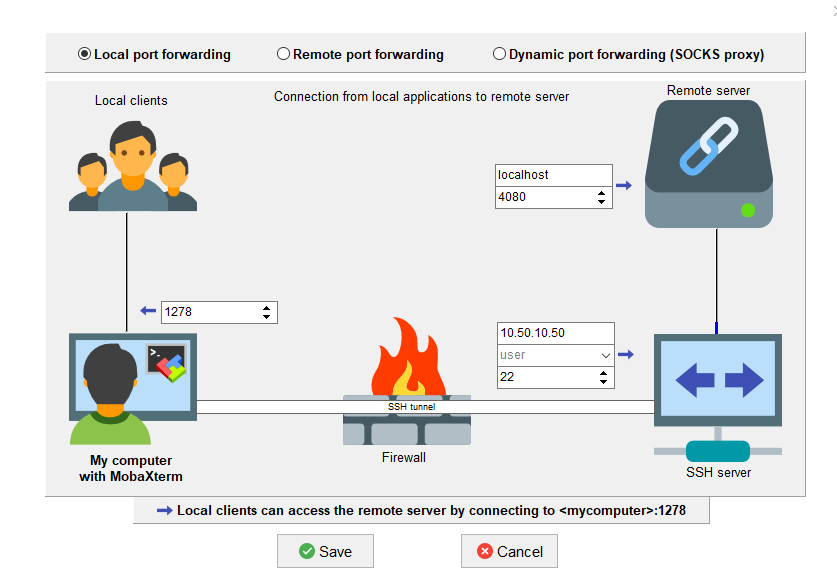 Local port forwarding
Remote port forwarding
Dynamic port forwarding (SOCKS proxy)
Local clients
Connection from local applications to remote server
Remote server
localhost
4080
1278
>_
10.50.10.50
user
22
SSH tunnel
Firewall
My computer
with MobaXterm
SSH server
Local clients can access the remote server by connecting to <mycomputer>:1278
Save
Cancel